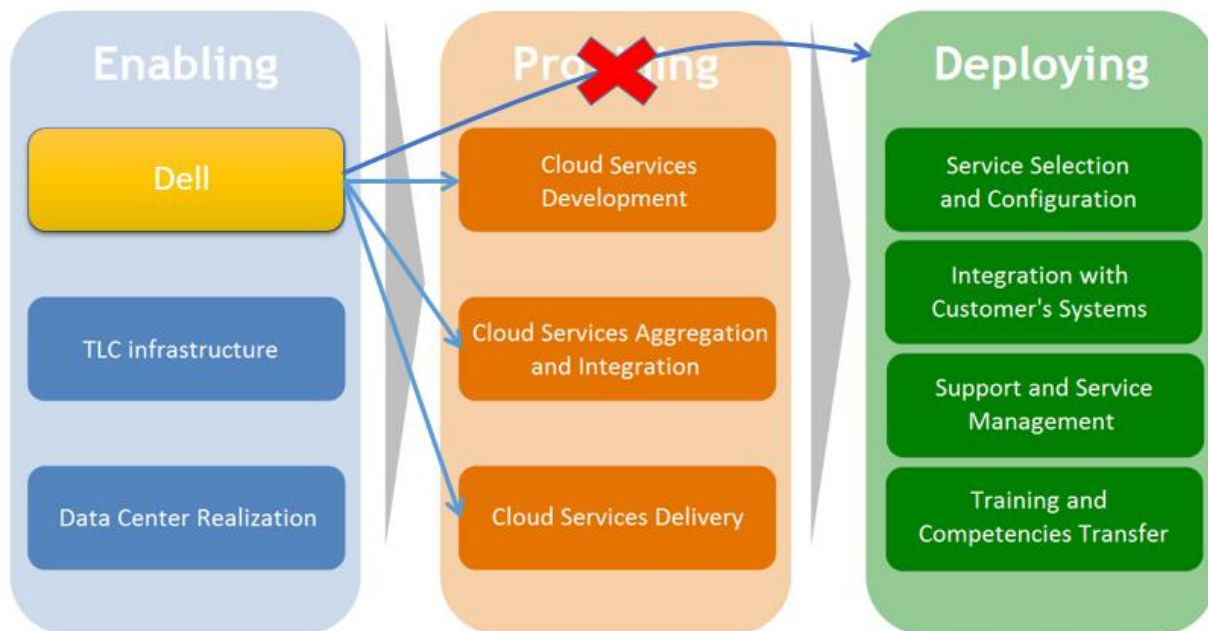 Enabling
Dell
TLC infrastructure
Data Center Realization
Cloud Services
Development
Cloud Services Aggregation
and Integration
Cloud Services Delivery
Deploying
Service Selection
and Configuration
Integration with
Customer's Systems
Support and Service
Management
Training and
Competencies Transfer